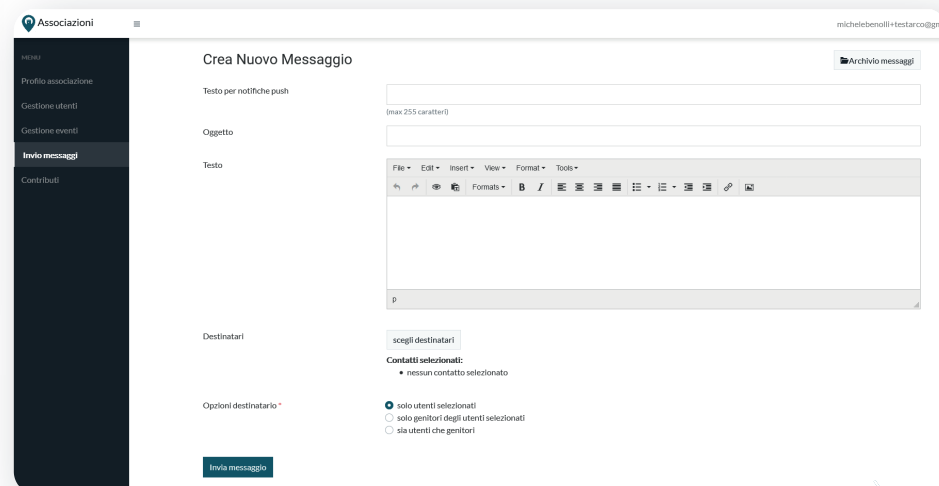 Associazioni
michelebenolli+testarco@gm
MENU
Profilo associazione
Gestione utenti
Gestione eventi
Invio messaggi
Contributi
Crea Nuovo Messaggio
Archivio messaggi
Testo per notifiche push
(max 255 caratteri)
Oggetto
Testo
File Edit Insert View Format Tools
Formats B I
p
Destinatari
scegli destinatari
Contatti selezionati:
nessun contatto selezionato
Opzioni destinatario *
solo utenti selezionati
solo genitori degli utenti selezionati
sia utenti che genitori
Invia messaggio